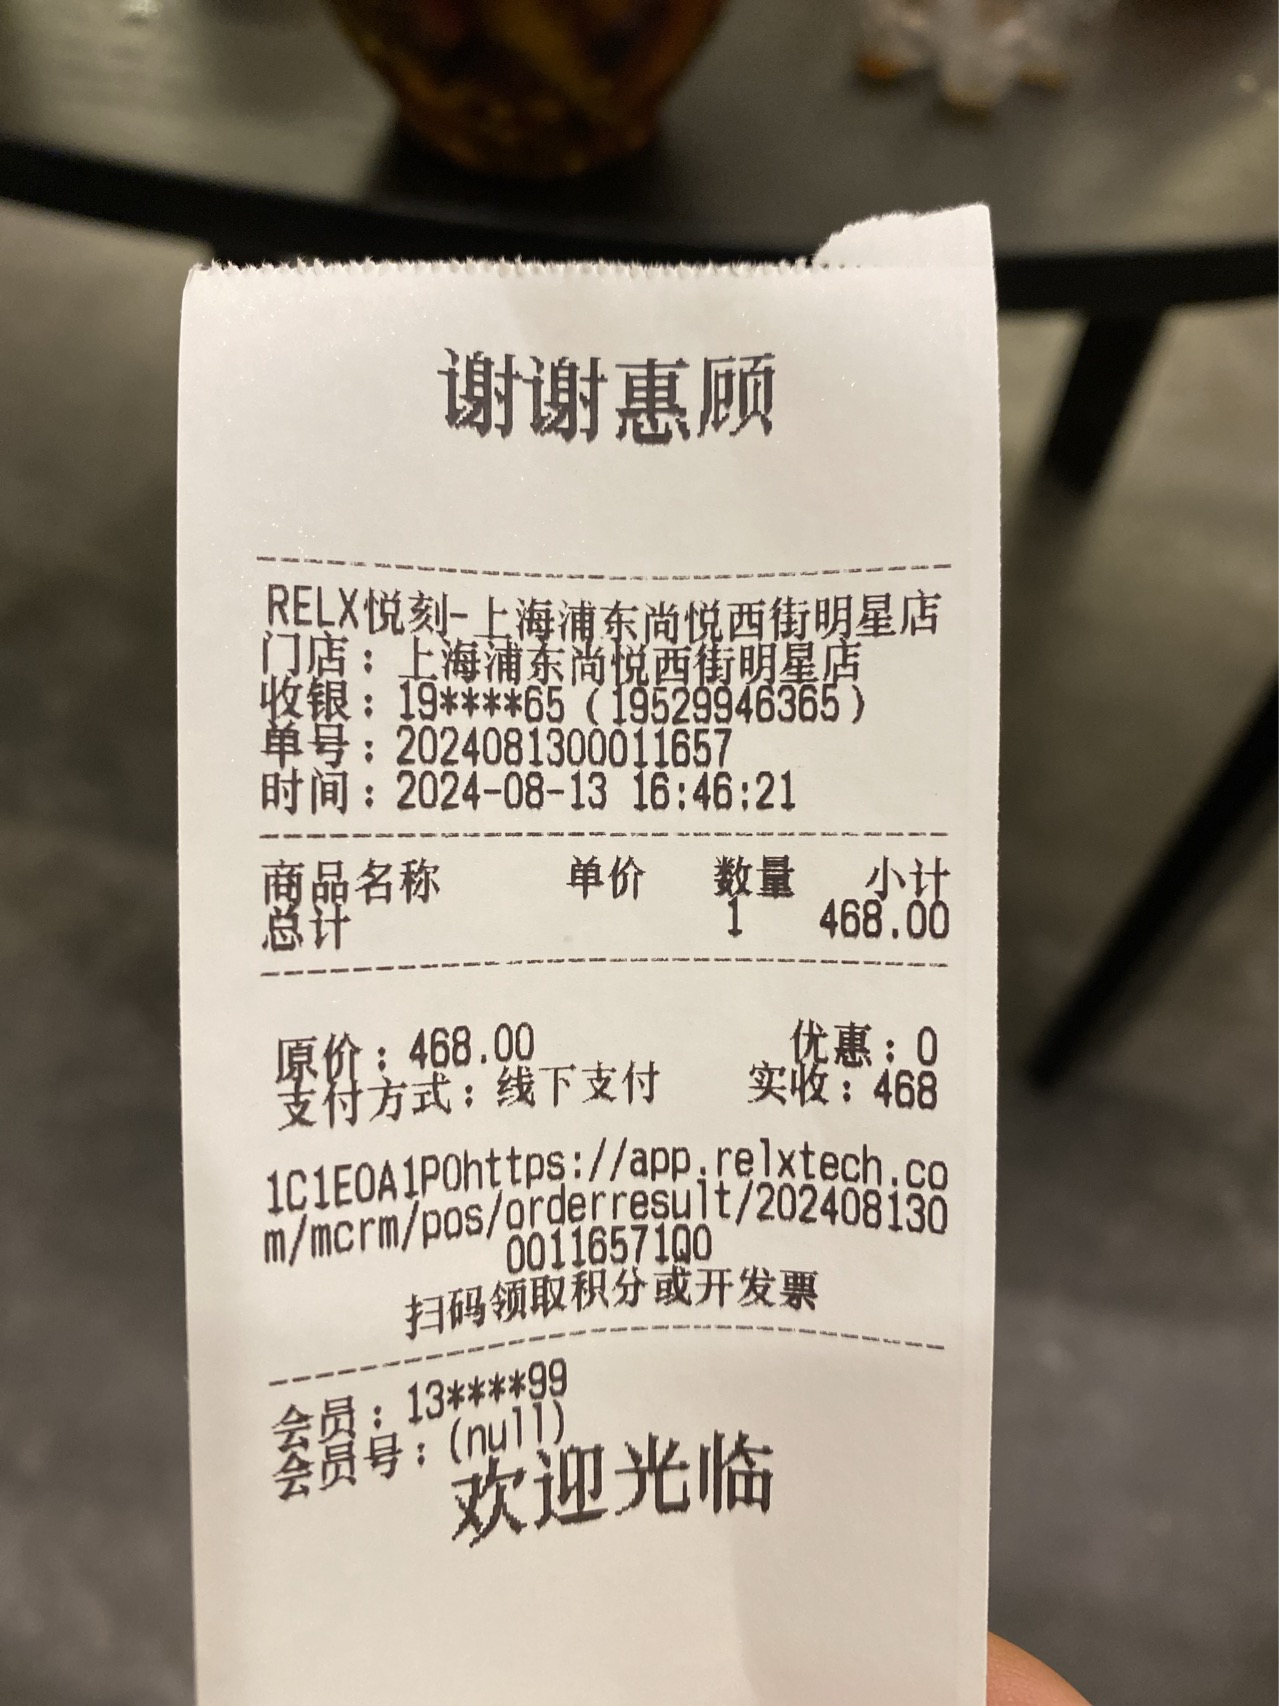 谢谢惠顾
RELX悦刻-上海浦东尚悦西街明星店
门店：上海浦东尚悦西街明星店
收银：19****65（19529946365）
单号：2024081300011657
时间：2024-08-13 16:46:21
商品名称 单价 数量 小计
总计 1 468.00
原价：468.00 优惠：0
支付方式：线下支付 实收：468
1C1E0A1P0https://app.relxtech.co
m/mcrm/pos/orderresult/202408130
00116571Q0
扫码领取积分或开发票
会员：13****99
会员号：(null)
欢迎光临